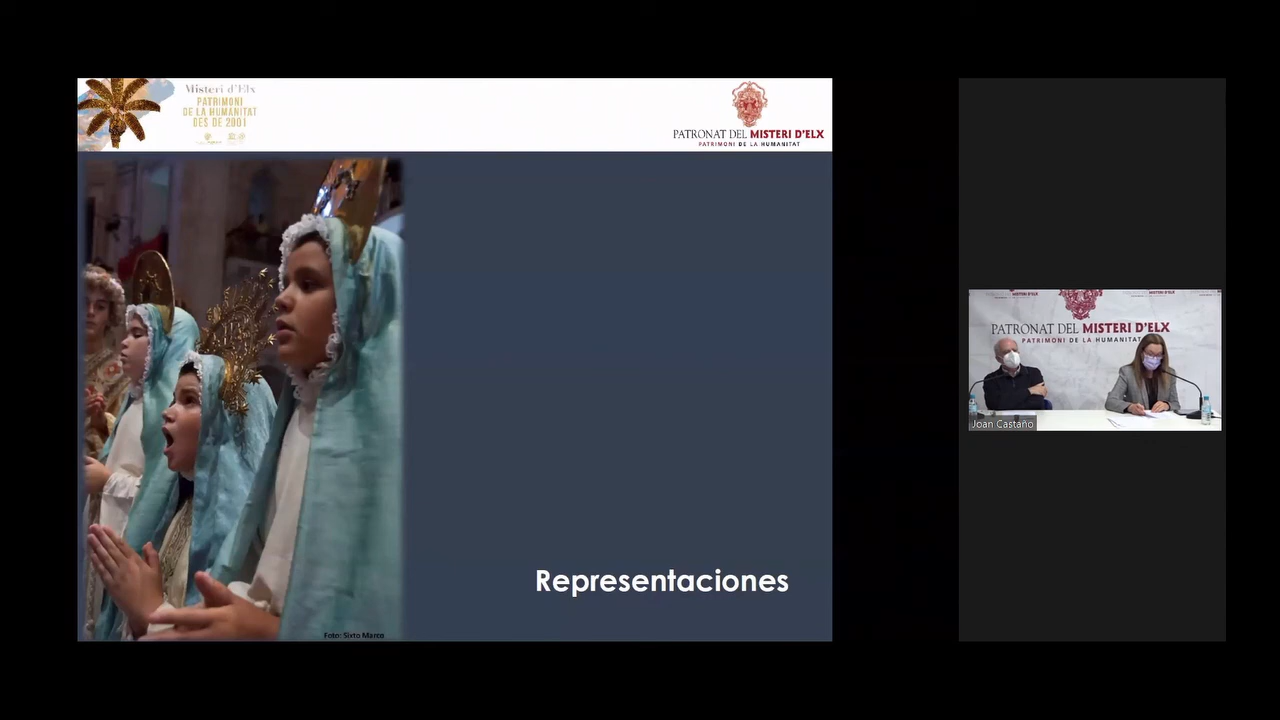 Misteri d'Elx
PATRIMONI
DE LA HUMANITAT
DES DE 2001
PATRONAT DEL MISTERI D'ELX
PATRIMONI DE LA HUMANITAT
Representaciones
Foto: Sixto Marco
PATRONAT DEL MISTERI D'ELX
PATRIMONI DE LA HUMANITAT
Joan Castaño